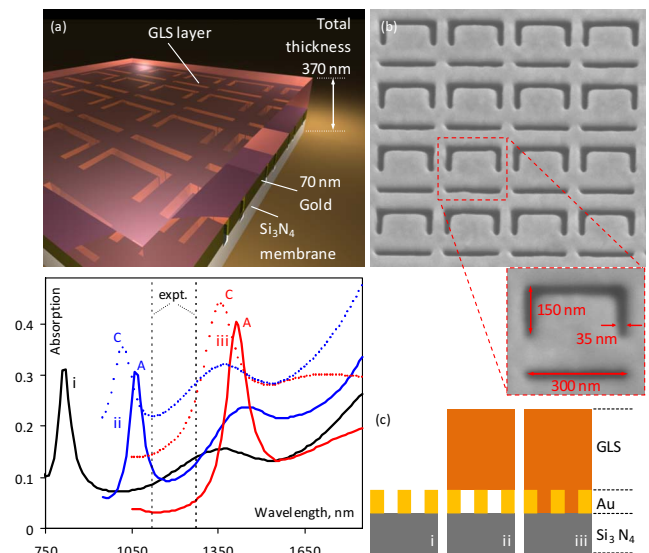 (a)
GLS layer
Total
thickness
370 nm
70 nm
Gold
Si3N4
membrane
(b)
150 nm
35 nm
300 nm
Absorption
expt.
C
A
C
A
i
ii
iii
0.4
0.3
0.2
0.1
0
Wavelength, nm
750
1050
1350
1650
(c)
GLS
Au
Si3 N4
i
ii
iii